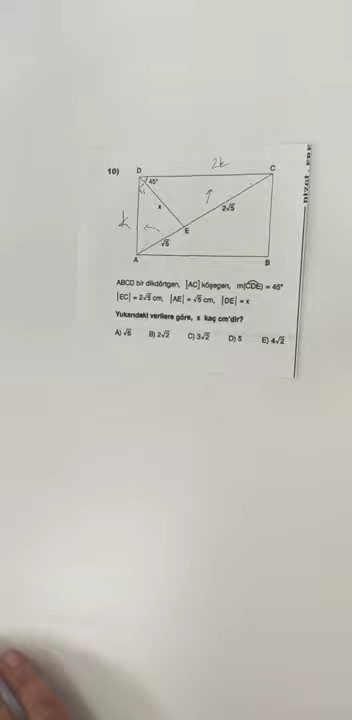 2k
10) D C
45° 45
x 2√5
k E
√5
A B
ABCD bir dikdörtgen, [AC] köşegen, m(CDE) = 45°
|EC| = 2√5 cm, |AE| = √5 cm, |DE| = x
Yukarıdaki verilere göre, x kaç cm'dir?
A) √6 B) 2√2 C) 3√2 D) 5 E) 4√2